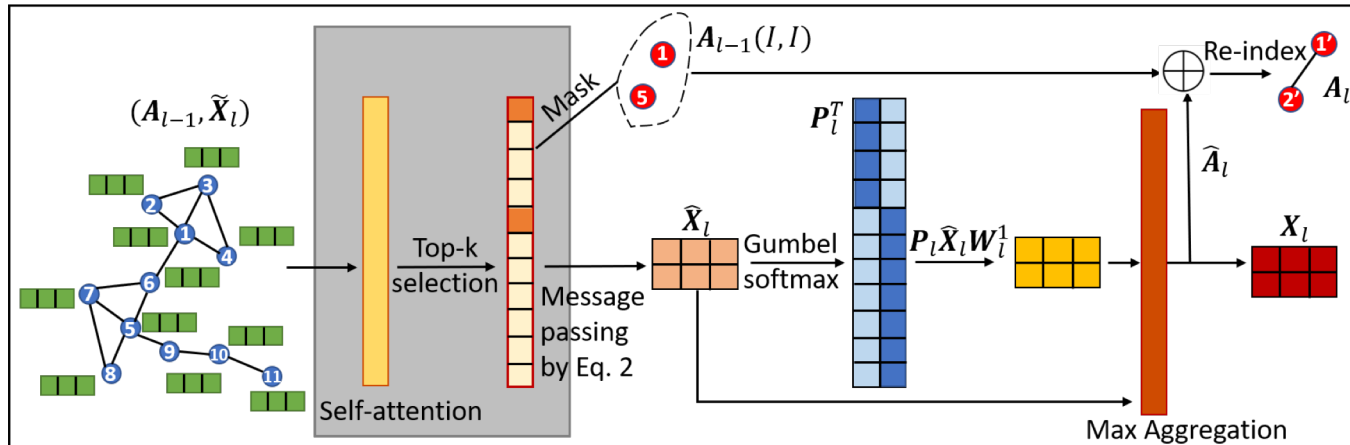 (A_{l-1}, X̃_l)
2
3
1
4
6
7
5
9
10
8
11
Self-attention
Top-k
selection
Mask
1
5
A_{l-1}(I, I)
Message
passing
by Eq. 2
X̂_l
Gumbel
softmax
P_l^T
P_l X̂_l W_l^1
Max Aggregation
Â_l
X_l
Re-index
1'
2'
A_l